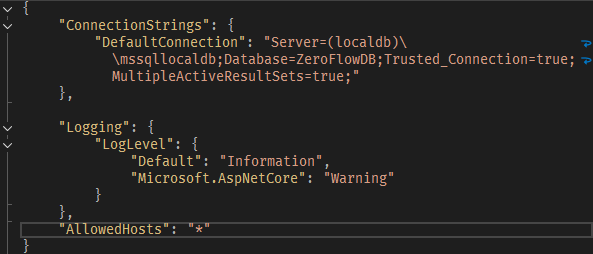 {
"ConnectionStrings": {
"DefaultConnection": "Server=(localdb)\
\mssqllocaldb;Database=ZeroFlowDB;Trusted_Connection=true;
MultipleActiveResultSets=true;"
},
"Logging": {
"LogLevel": {
"Default": "Information",
"Microsoft.AspNetCore": "Warning"
}
},
"AllowedHosts": "*"
}